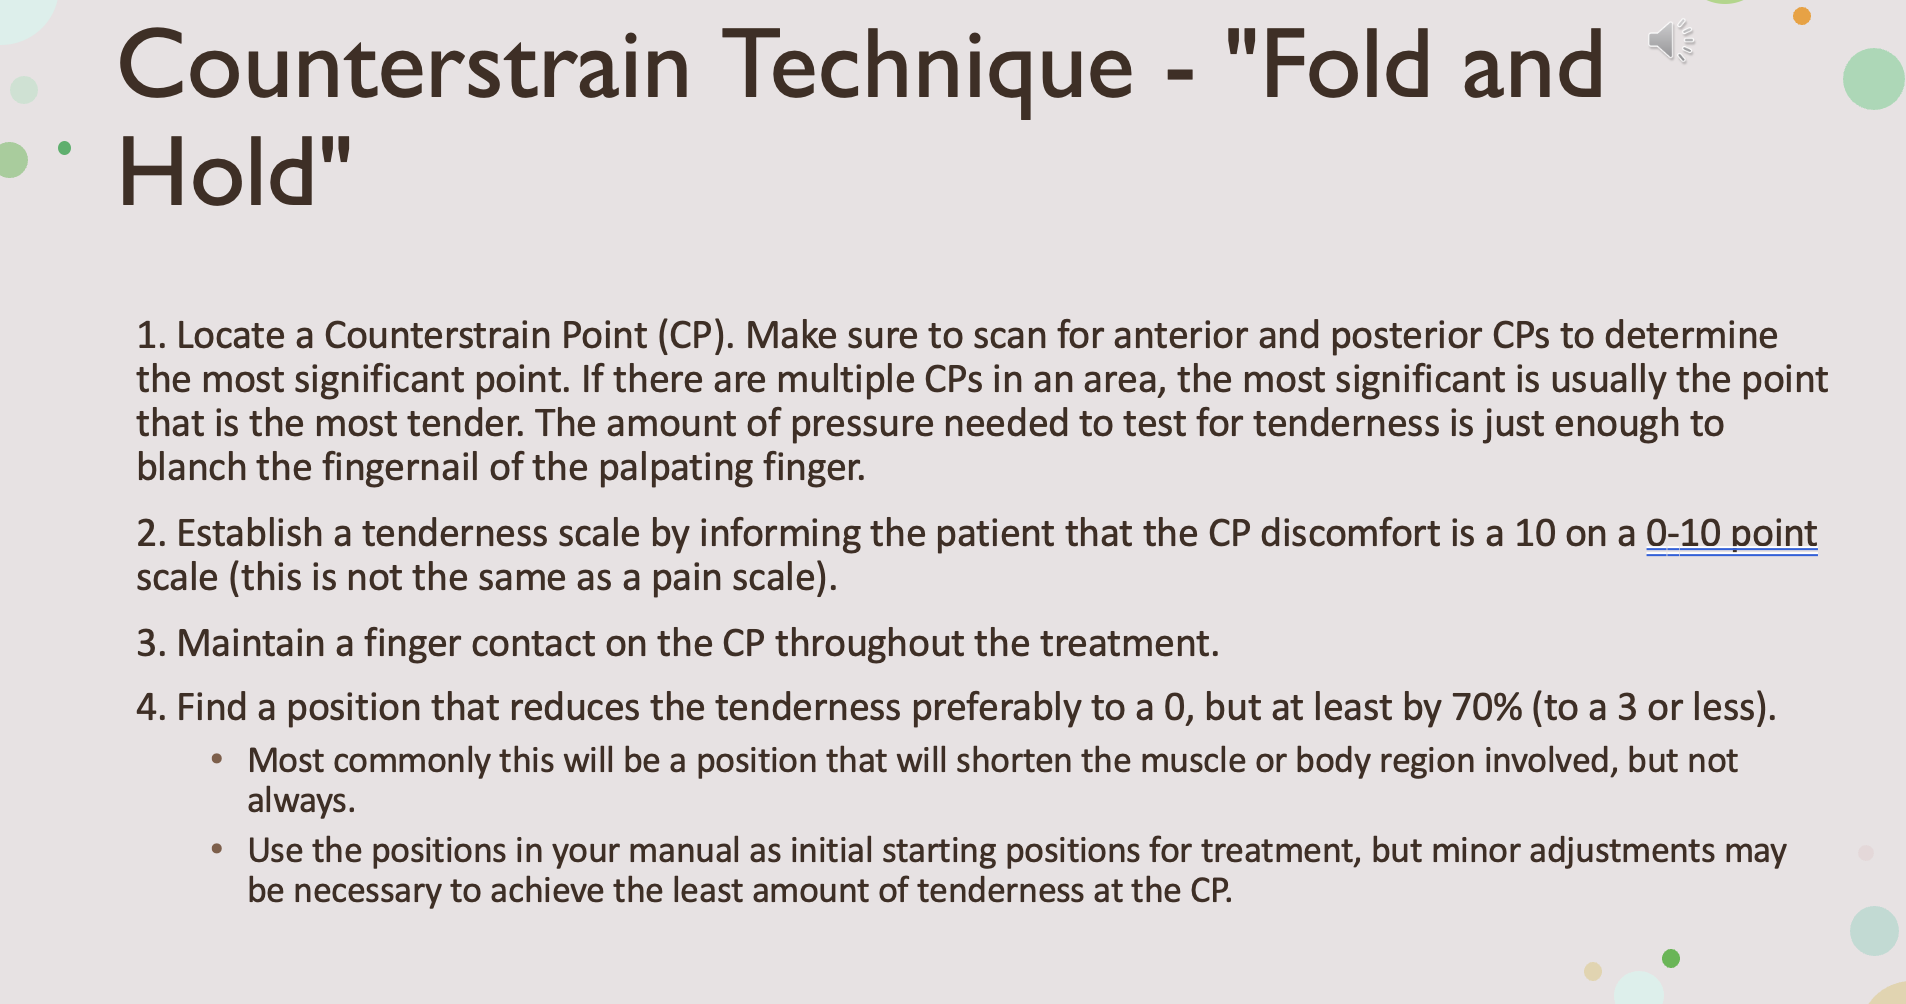 Counterstrain Technique - "Fold and
Hold"
1. Locate a Counterstrain Point (CP). Make sure to scan for anterior and posterior CPs to determine
the most significant point. If there are multiple CPs in an area, the most significant is usually the point
that is the most tender. The amount of pressure needed to test for tenderness is just enough to
blanch the fingernail of the palpating finger.
2. Establish a tenderness scale by informing the patient that the CP discomfort is a 10 on a 0-10 point
scale (this is not the same as a pain scale).
3. Maintain a finger contact on the CP throughout the treatment.
4. Find a position that reduces the tenderness preferably to a 0, but at least by 70% (to a 3 or less).
• Most commonly this will be a position that will shorten the muscle or body region involved, but not
always.
• Use the positions in your manual as initial starting positions for treatment, but minor adjustments may
be necessary to achieve the least amount of tenderness at the CP.